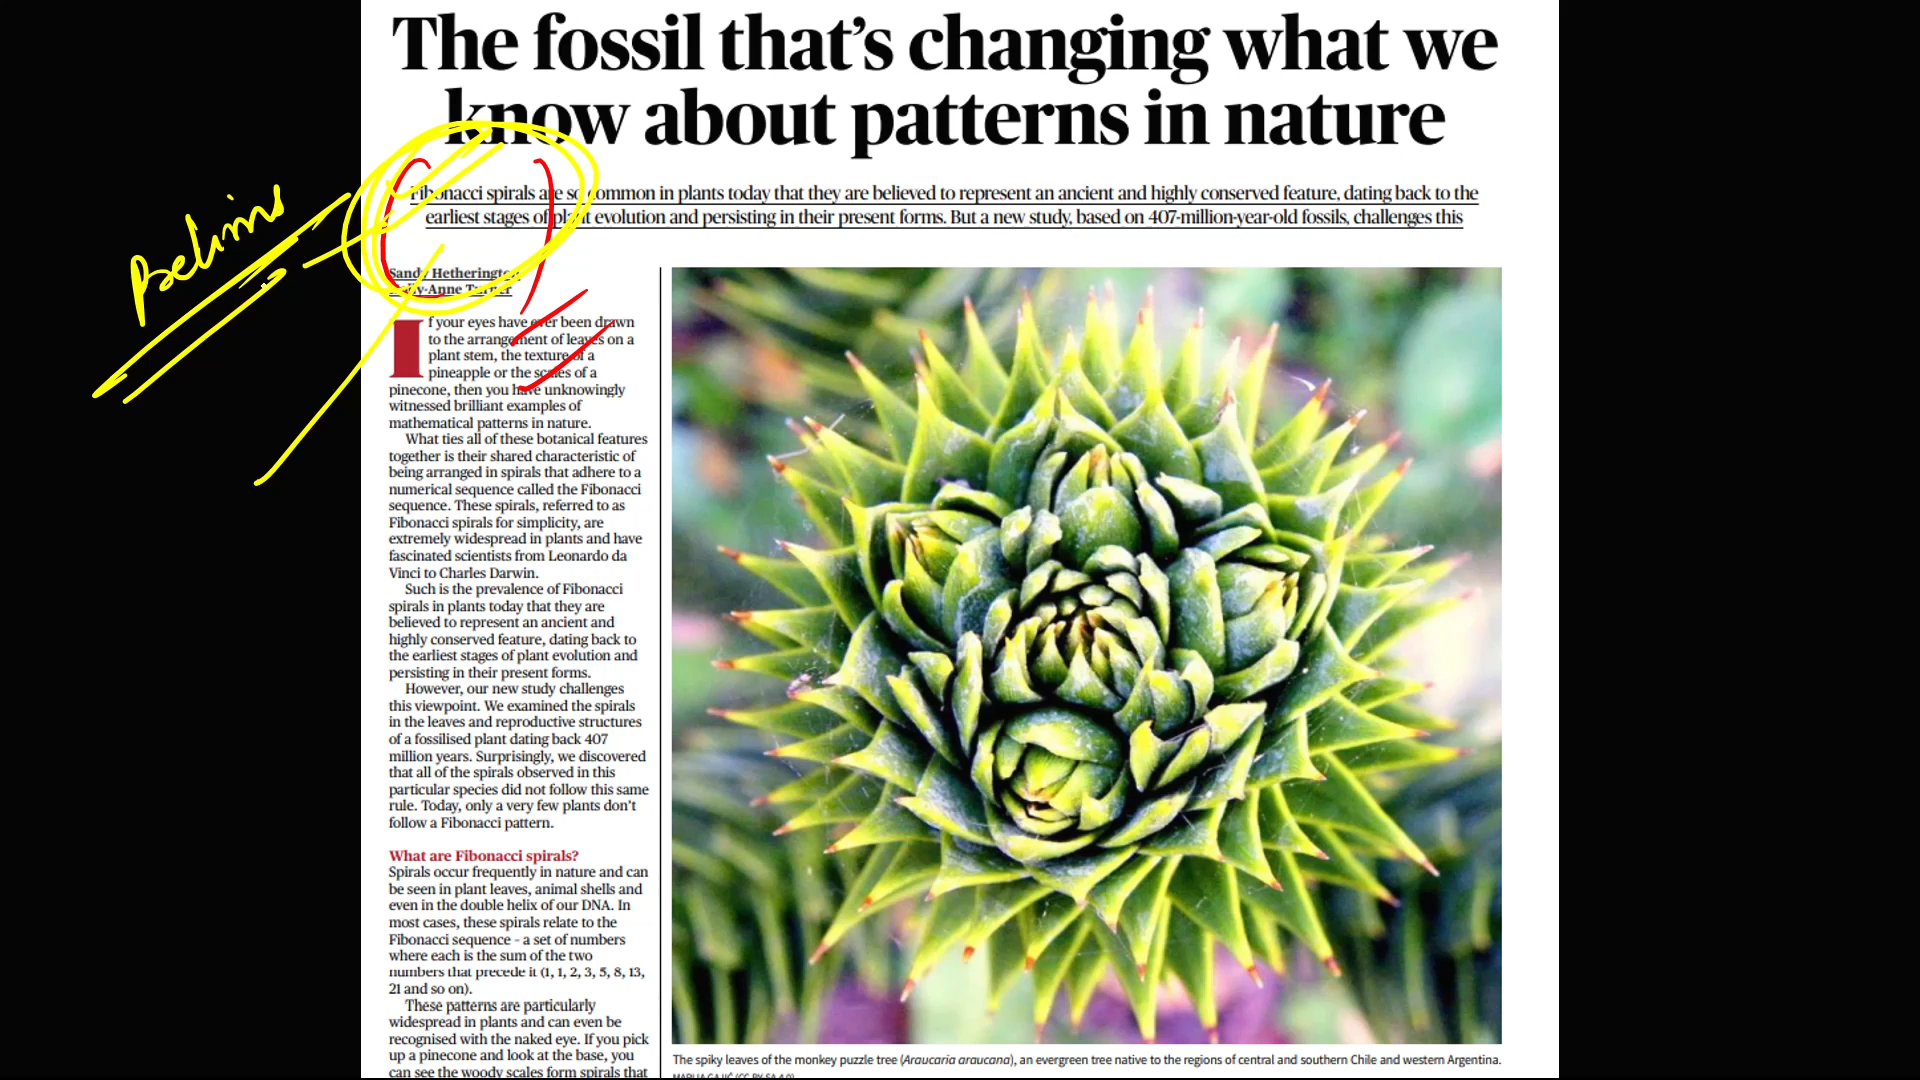 The fossil that's changing what we
know about patterns in nature
Fibonacci spirals are so common in plants today that they are believed to represent an ancient and highly conserved feature, dating back to the
earliest stages of plant evolution and persisting in their present forms. But a new study, based on 407-million-year-old fossils, challenges this
Sandy Hetherington
-Anne Turner
If your eyes have ever been drawn
to the arrangement of leaves on a
plant stem, the texture of a
pineapple or the scales of a
pinecone, then you have unknowingly
witnessed brilliant examples of
mathematical patterns in nature.
What ties all of these botanical features
together is their shared characteristic of
being arranged in spirals that adhere to a
numerical sequence called the Fibonacci
sequence. These spirals, referred to as
Fibonacci spirals for simplicity, are
extremely widespread in plants and have
fascinated scientists from Leonardo da
Vinci to Charles Darwin.
Such is the prevalence of Fibonacci
spirals in plants today that they are
believed to represent an ancient and
highly conserved feature, dating back to
the earliest stages of plant evolution and
persisting in their present forms.
However, our new study challenges
this viewpoint. We examined the spirals
in the leaves and reproductive structures
of a fossilised plant dating back 407
million years. Surprisingly, we discovered
that all of the spirals observed in this
particular species did not follow this same
rule. Today, only a very few plants don't
follow a Fibonacci pattern.
What are Fibonacci spirals?
Spirals occur frequently in nature and can
be seen in plant leaves, animal shells and
even in the double helix of our DNA. In
most cases, these spirals relate to the
Fibonacci sequence – a set of numbers
where each is the sum of the two
numbers that precede it (1, 1, 2, 3, 5, 8, 13,
21 and so on).
These patterns are particularly
widespread in plants and can even be
recognised with the naked eye. If you pick
up a pinecone and look at the base, you
can see the woody scales form spirals that
The spiky leaves of the monkey puzzle tree (Araucaria araucana), an evergreen tree native to the regions of central and southern Chile and western Argentina.